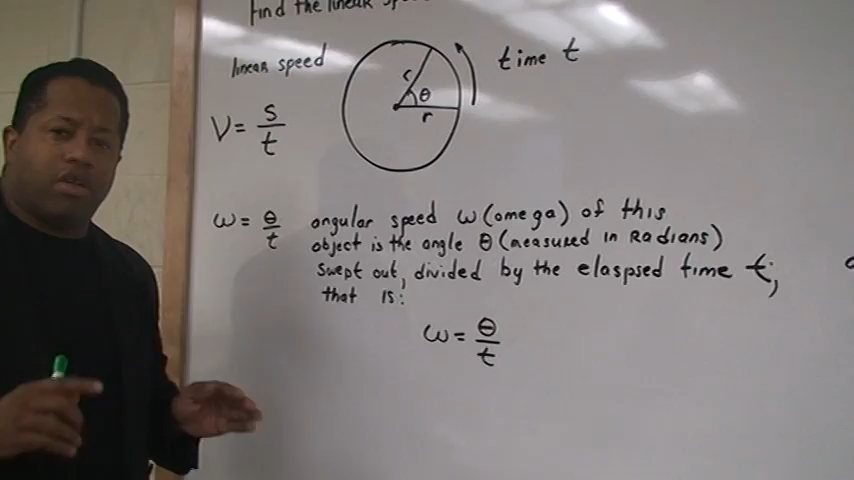 Find the linear
linear speed
time t
r
θ
r
V = s/t
ω = θ/t
angular speed ω (omega) of this
object is the angle θ (measured in Radians)
swept out, divided by the elaspsed time t;
that is:
ω = θ/t